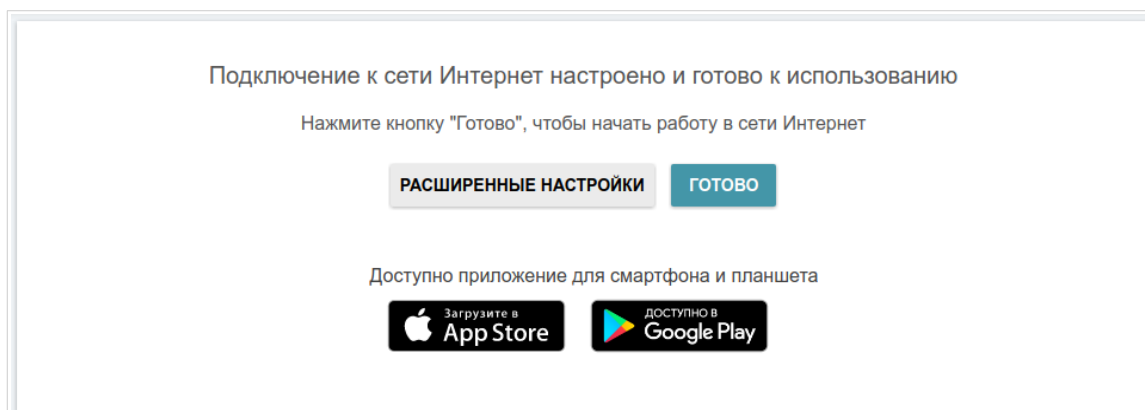 Подключение к сети Интернет настроено и готово к использованию
Нажмите кнопку "Готово", чтобы начать работу в сети Интернет
РАСШИРЕННЫЕ НАСТРОЙКИ ГОТОВО
Доступно приложение для смартфона и планшета
Загрузите в
App Store
ДОСТУПНО В
Google Play